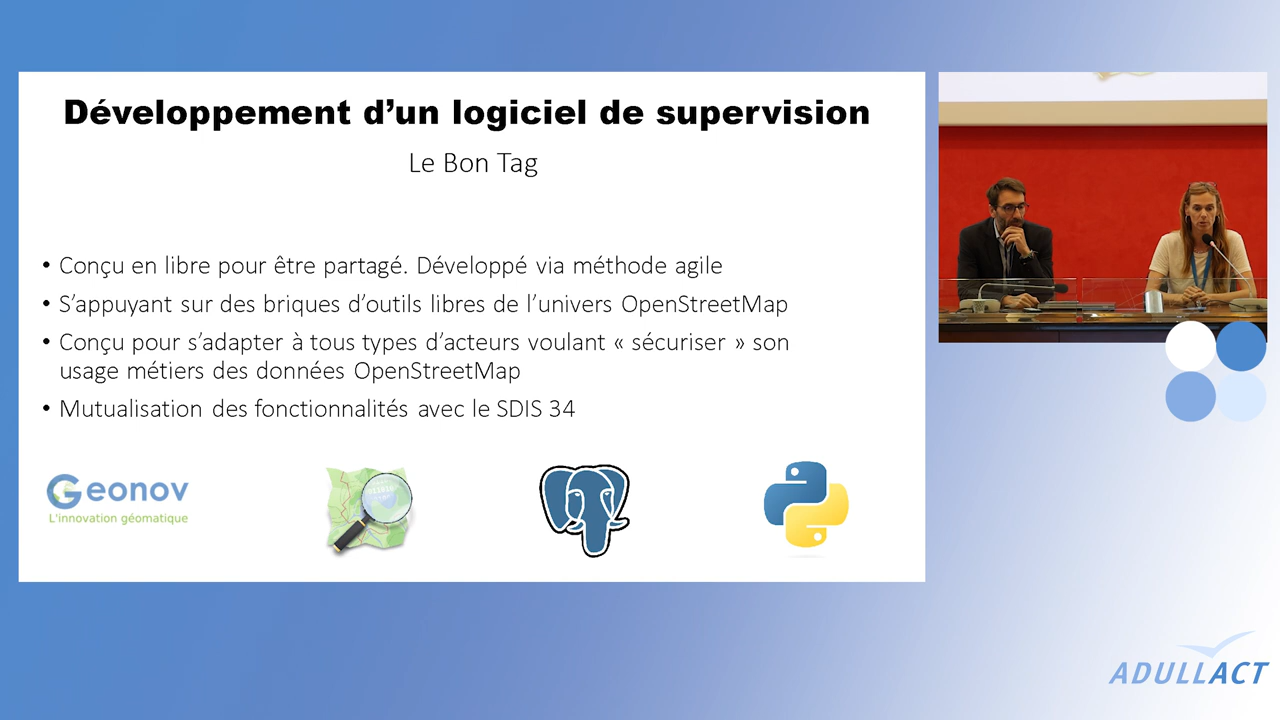 Développement d’un logiciel de supervision
Le Bon Tag
• Conçu en libre pour être partagé. Développé via méthode agile
• S’appuyant sur des briques d’outils libres de l’univers OpenStreetMap
• Conçu pour s’adapter à tous types d’acteurs voulant « sécuriser » son
usage métiers des données OpenStreetMap
• Mutualisation des fonctionnalités avec le SDIS 34
Geonov
L'innovation géomatique
ADULLACT